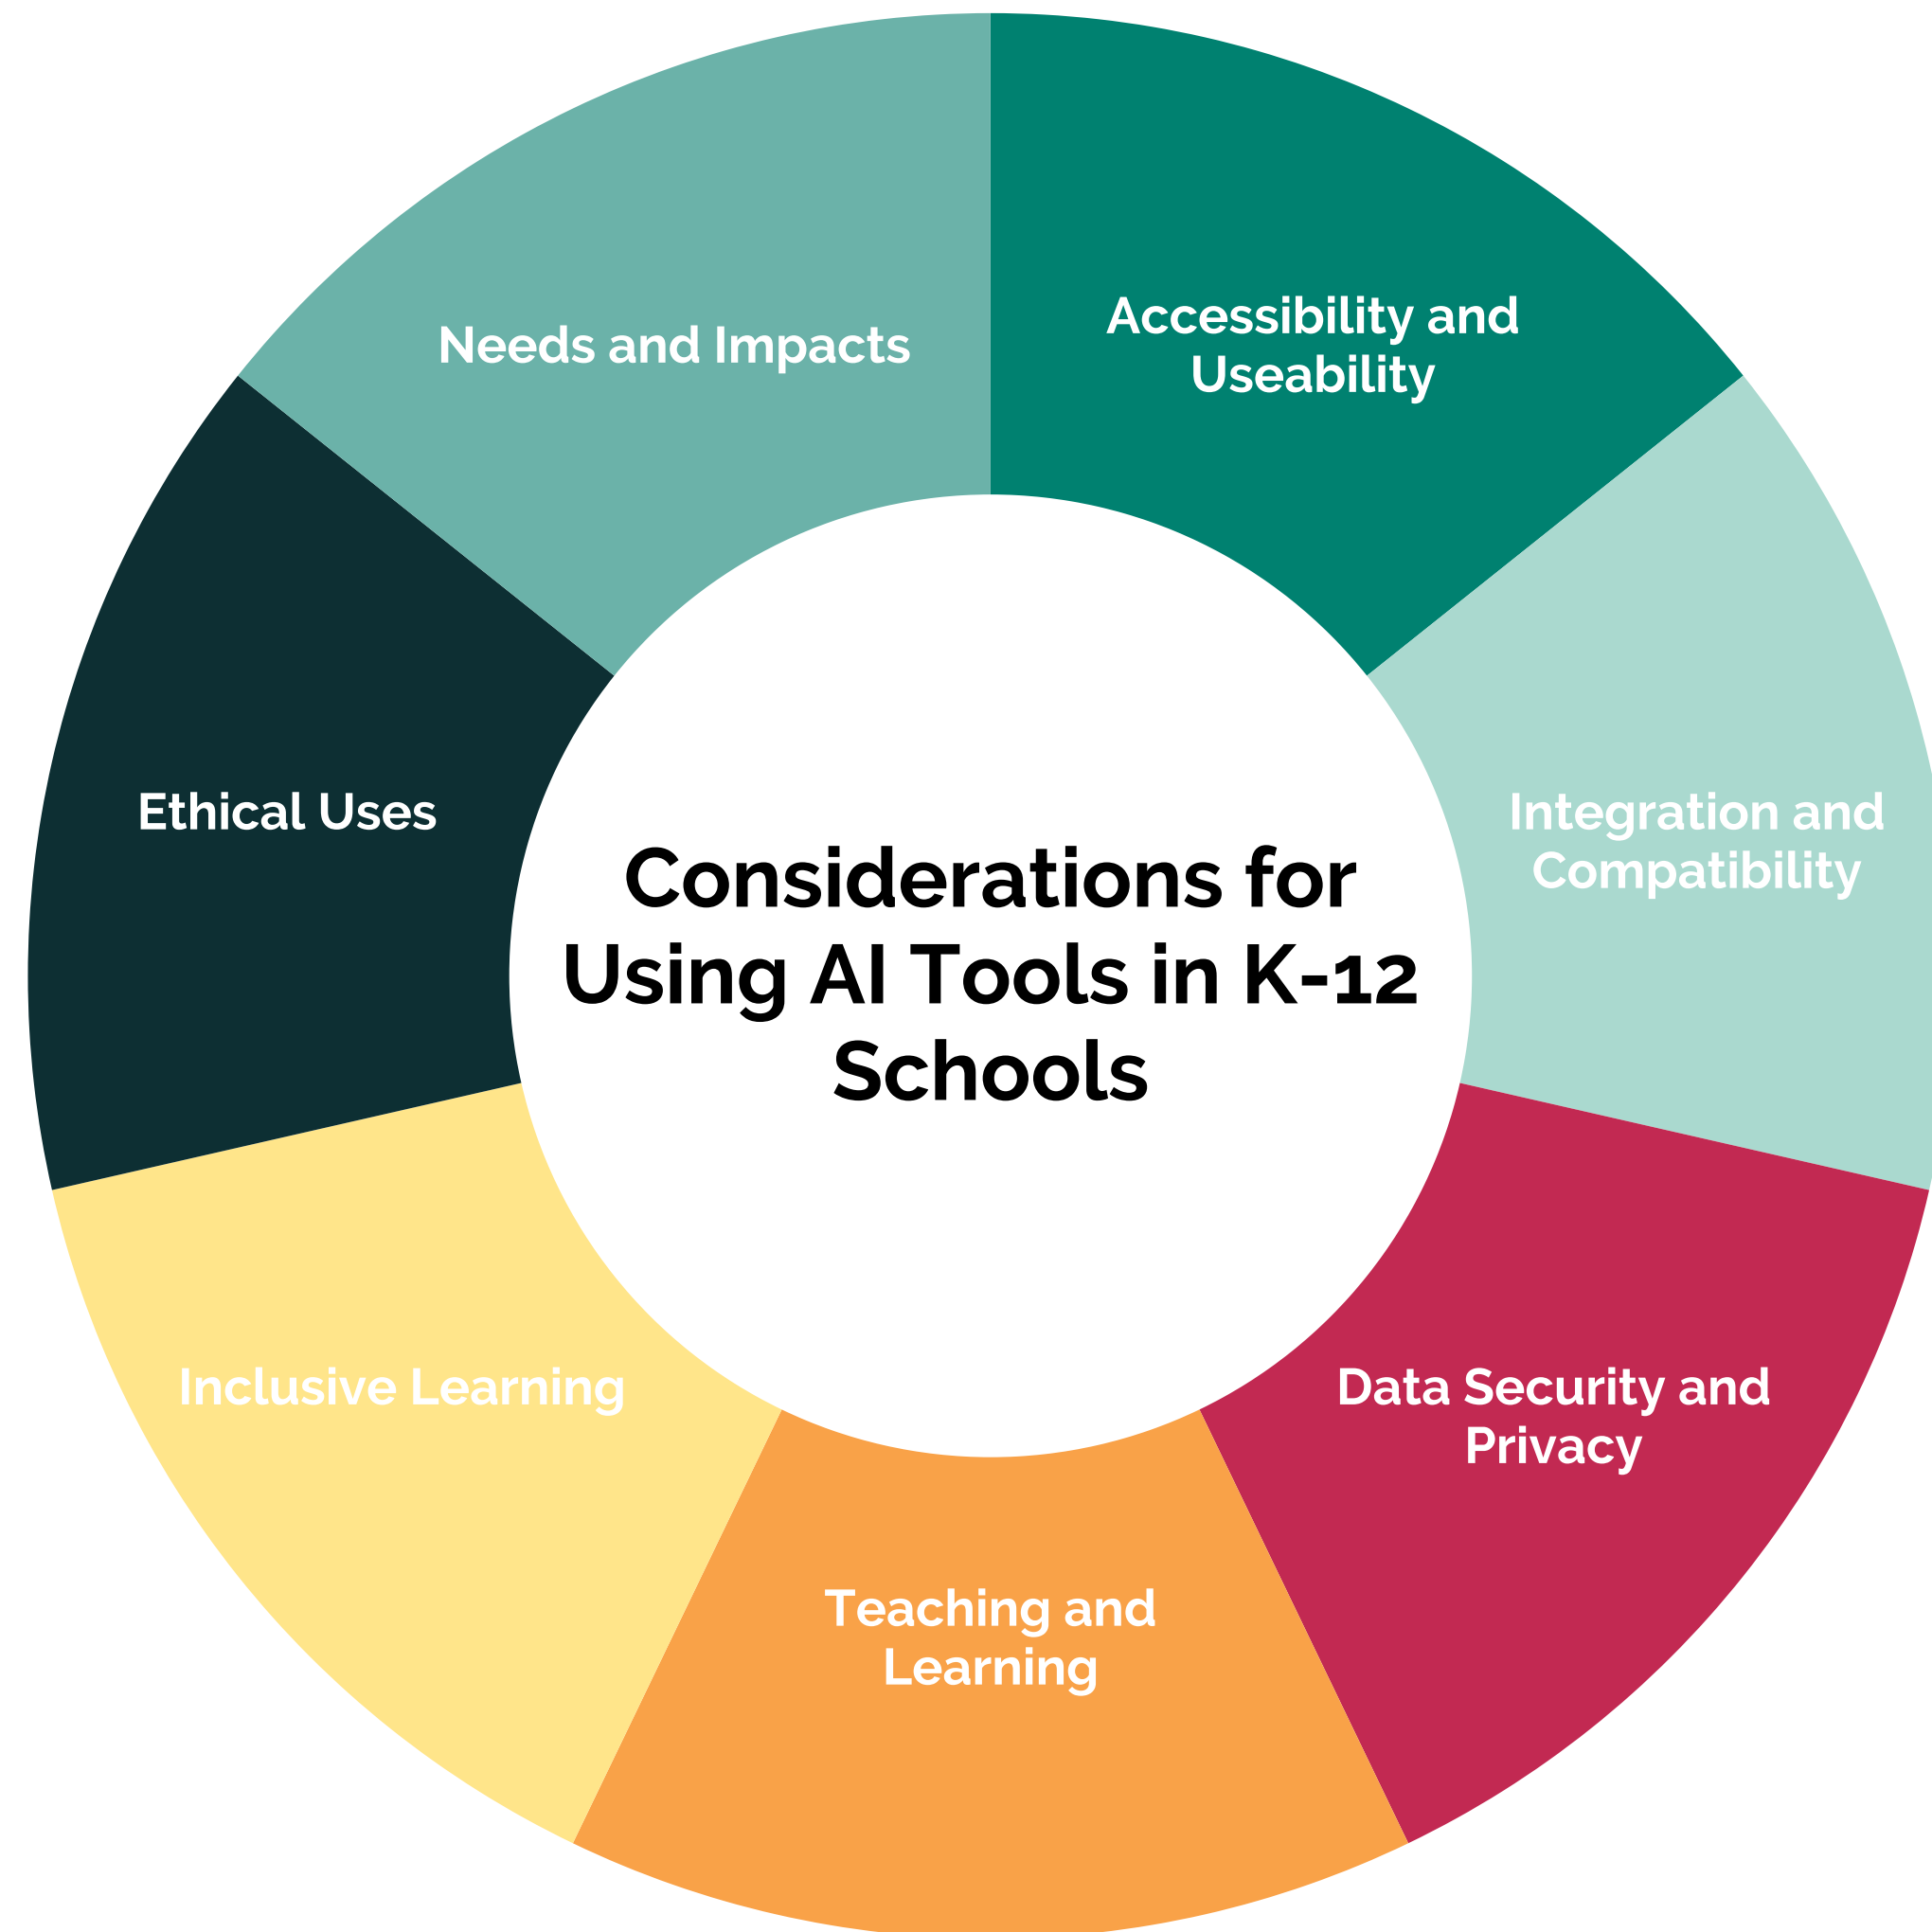 Needs and Impacts
Accessibility and
Useability
Ethical Uses
Integration and
Compatibility
Considerations for
Using AI Tools in K-12
Schools
Inclusive Learning
Data Security and
Privacy
Teaching and
Learning